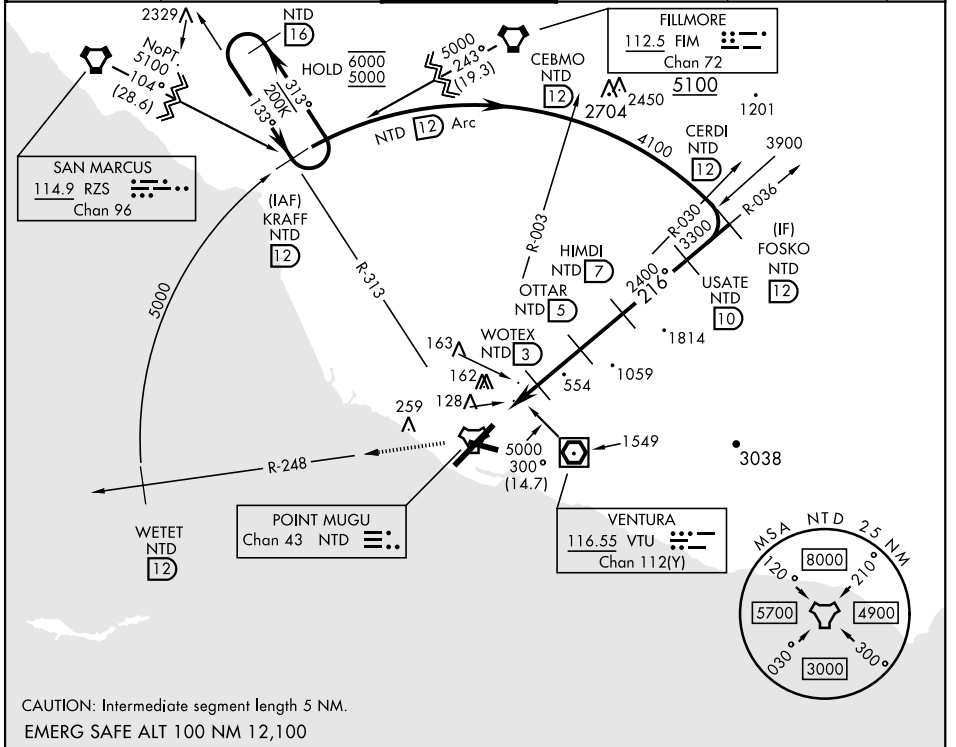 2329
NTD
16
NoPT
5100
104°
(28.6)
HOLD
6000
5000
200K
313°
133°
5000
243°
(19.3)
FILLMORE
112.5 FIM
Chan 72
CEBMO
NTD
12
2704
2450
5100
1201
NTD 12 Arc
4100
CERDI
NTD
12
3900
SAN MARCUS
114.9 RZS
Chan 96
(IAF)
KRAFF
NTD
12
R-003
R-030
R-036
3300
(IF)
FOSKO
NTD
12
HIMDI
NTD 7
2400
216°
USATE
NTD
10
R-313
OTTAR
NTD 5
5000
WOTEX
NTD 3
1814
163
162
128
554
1059
259
5000
300°
(14.7)
1549
3038
R-248
WETET
NTD
12
POINT MUGU
Chan 43 NTD
VENTURA
116.55 VTU
Chan 112(Y)
MSA NTD 25 NM
120°
8000
210°
5700
4900
030°
3000
300°
CAUTION: Intermediate segment length 5 NM.
EMERG SAFE ALT 100 NM 12,100